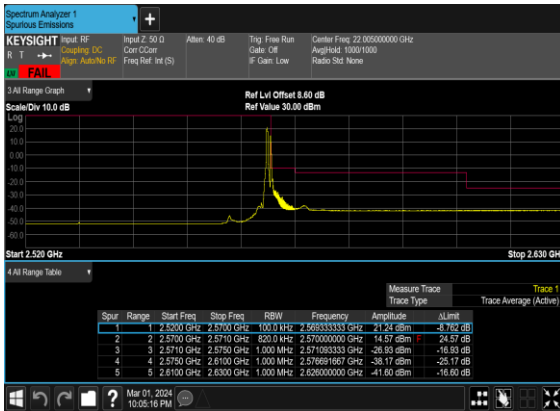 Spectrum Analyzer 1
Spurious Emissions
+
KEYSIGHT Input: RF Input Z: 50 Ω Atten: 40 dB Trig: Free Run Center Freq: 22.005000000 GHz
R T Coupling: DC Corr CCorr Gate: Off Avg|Hold: 1000/1000
Align: Auto/No RF Freq Ref: Int (S) IF Gain: Low Radio Std: None
LXI FAIL
3 All Range Graph
Ref Lvl Offset 8.60 dB
Scale/Div 10.0 dB Ref Value 30.00 dBm
Log
20.0
10.0
0.00
-10.0
-20.0
-30.0
-40.0
-50.0
-60.0
Start 2.520 GHz Stop 2.630 GH
4 All Range Table
Measure Trace Trace 1
Trace Type Trace Average (Active)
Spur Range Start Freq Stop Freq RBW Frequency Amplitude ΔLimit
1 1 2.5200 GHz 2.5700 GHz 100.0 kHz 2.569333333 GHz 21.24 dBm -8.762 dB
2 2 2.5700 GHz 2.5710 GHz 820.0 kHz 2.570000000 GHz 14.57 dBm F 24.57 dB
3 3 2.5710 GHz 2.5750 GHz 1.000 MHz 2.571093333 GHz -26.93 dBm -16.93 dB
4 4 2.5750 GHz 2.6100 GHz 1.000 MHz 2.576691667 GHz -38.17 dBm -25.17 dB
5 5 2.6100 GHz 2.6300 GHz 1.000 MHz 2.626000000 GHz -41.60 dBm -16.60 dB
? Mar 01, 2024
10:05:16 PM